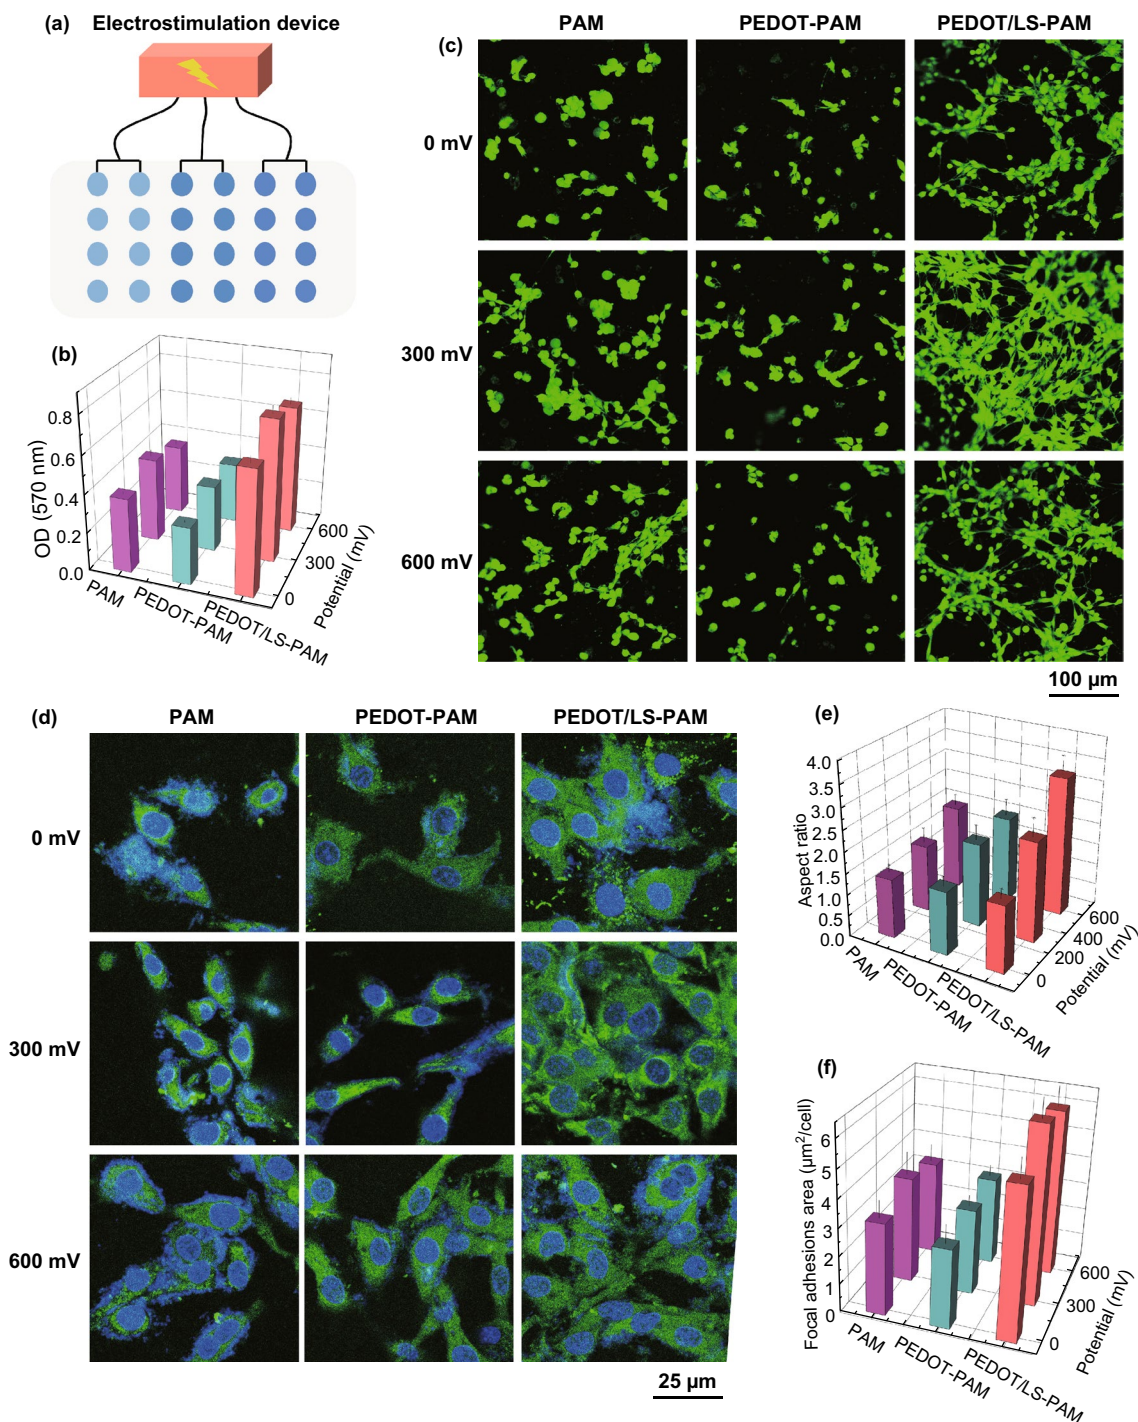 (a) Electrostimulation device
(b)
0.8
0.6
0.4
0.2
0.0
OD (570 nm)
PAM
PEDOT-PAM
PEDOT/LS-PAM
0
300
600
Potential (mV)
(c)
PAM PEDOT-PAM PEDOT/LS-PAM
0 mV
300 mV
600 mV
100 µm
(d)
PAM PEDOT-PAM PEDOT/LS-PAM
0 mV
300 mV
600 mV
25 µm
(e)
4.0
3.5
3.0
2.5
2.0
1.5
1.0
0.5
0.0
Aspect ratio
PAM
PEDOT-PAM
PEDOT/LS-PAM
0
200
400
600
Potential (mV)
(f)
6
5
4
3
2
1
0
Focal adhesions area (µm²/cell)
PAM
PEDOT-PAM
PEDOT/LS-PAM
0
300
600
Potential (mV)